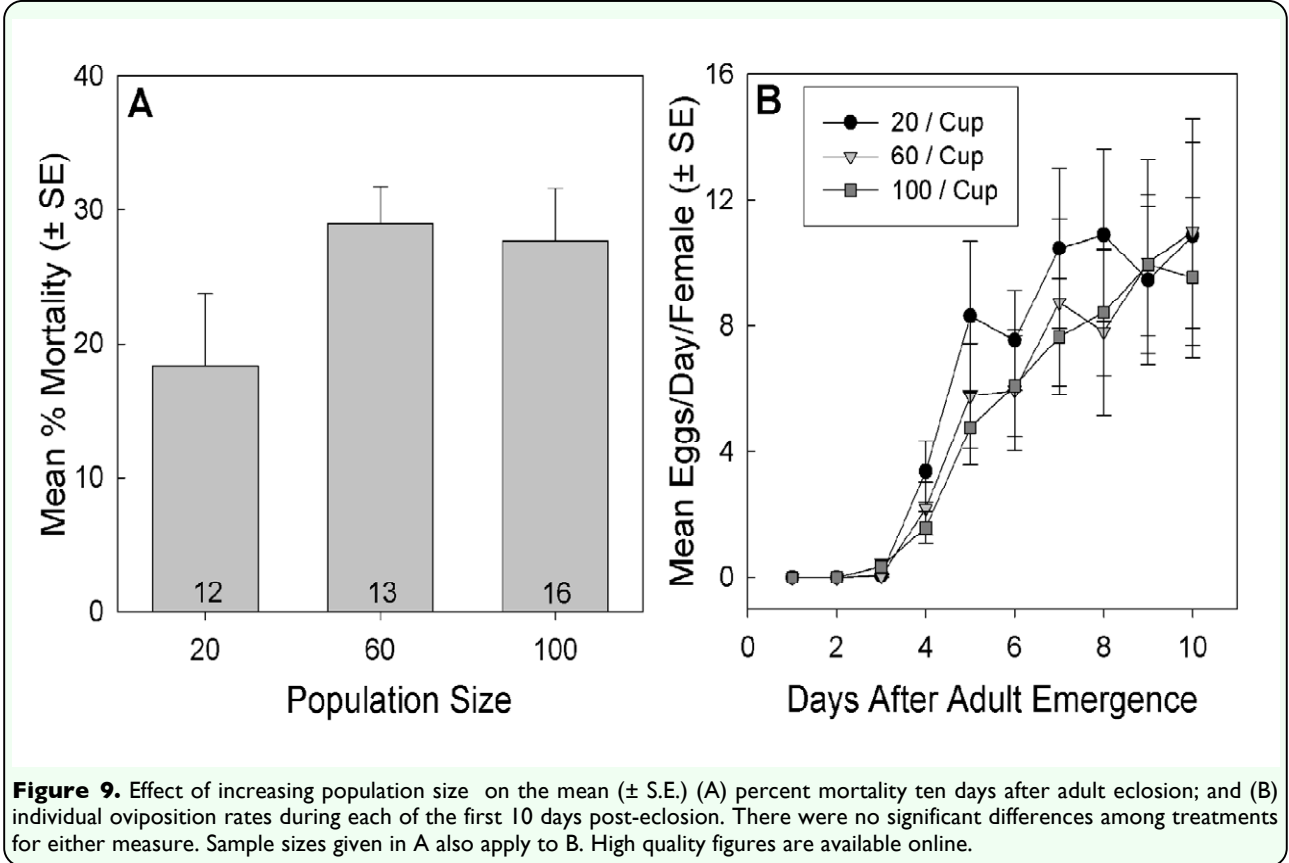 A
40
30
20
10
0
Mean % Mortality (± SE)
12
13
16
20
60
100
Population Size
B
16
12
8
4
0
Mean Eggs/Day/Female (± SE)
20 / Cup
60 / Cup
100 / Cup
0
2
4
6
8
10
Days After Adult Emergence
Figure 9. Effect of increasing population size on the mean (± S.E.) (A) percent mortality ten days after adult eclosion; and (B)
individual oviposition rates during each of the first 10 days post-eclosion. There were no significant differences among treatments
for either measure. Sample sizes given in A also apply to B. High quality figures are available online.